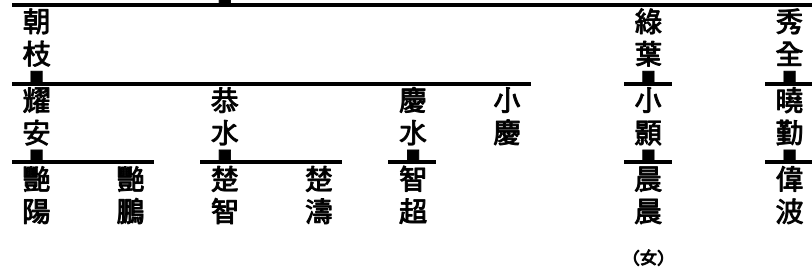 朝枝
綠葉
秀全
耀安
恭水
慶水
小慶
小顥
曉勤
艷陽
艷鵬
楚智
楚濤
智超
晨晨
(女)
偉波